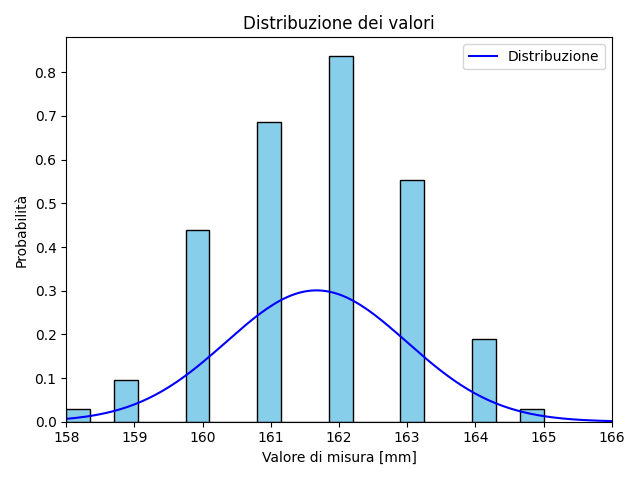 Distribuzione dei valori
Distribuzione
Probabilità
0.8
0.7
0.6
0.5
0.4
0.3
0.2
0.1
0.0
158 159 160 161 162 163 164 165 166
Valore di misura [mm]